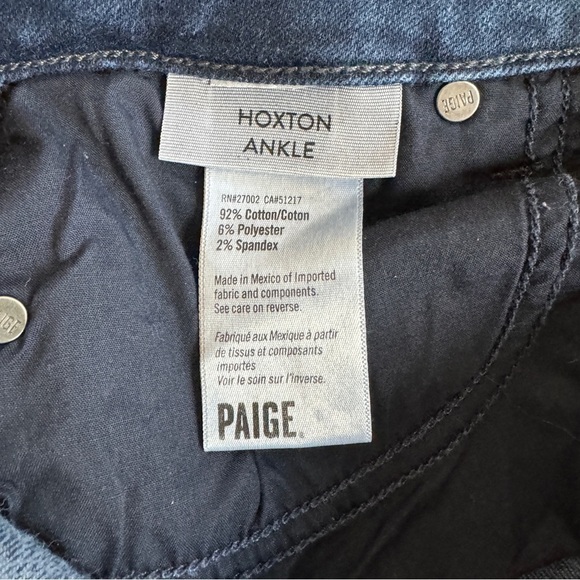 HOXTON
ANKLE
PAIGE
RN#27002 CA#51217
92% Cotton/Coton
6% Polyester
2% Spandex
Made in Mexico of Imported
fabric and components.
See care on reverse.
Fabriqué aux Mexique à partir
de tissus et composants
importés
Voir le soin sur l'inverse.
PAIGE